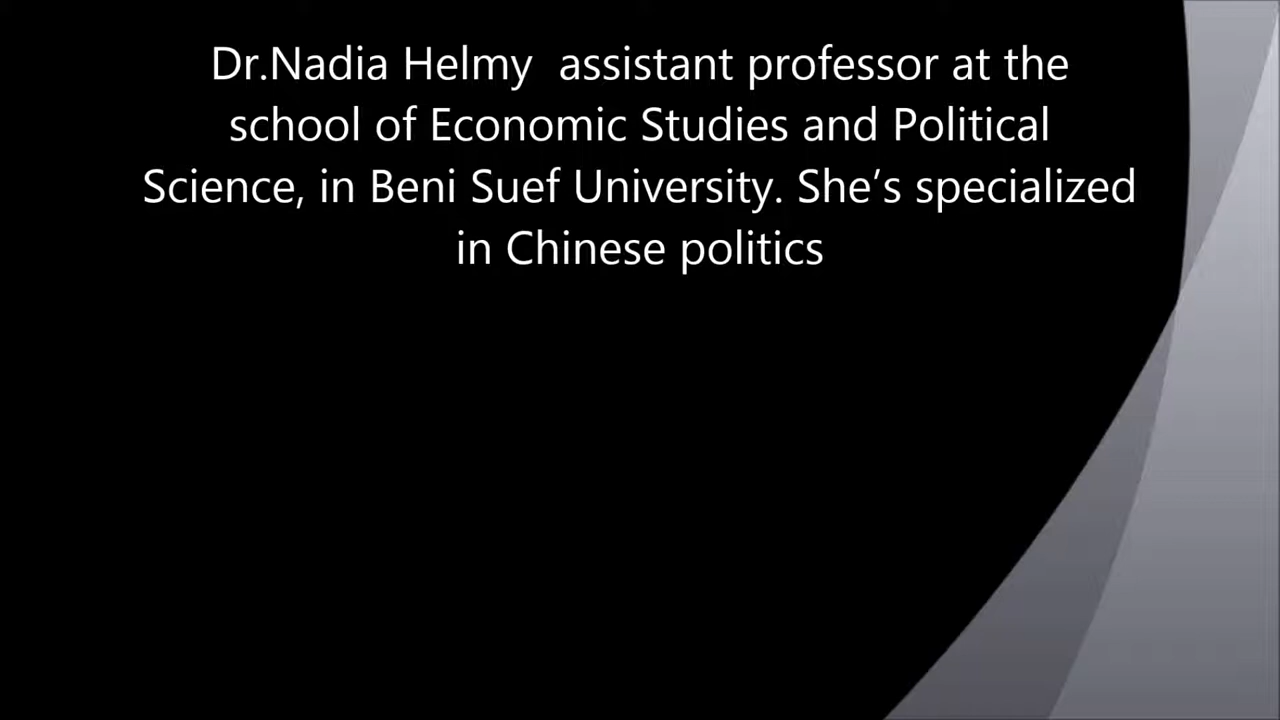 Dr.Nadia Helmy  assistant professor at the
school of Economic Studies and Political
Science, in Beni Suef University. She’s specialized
in Chinese politics